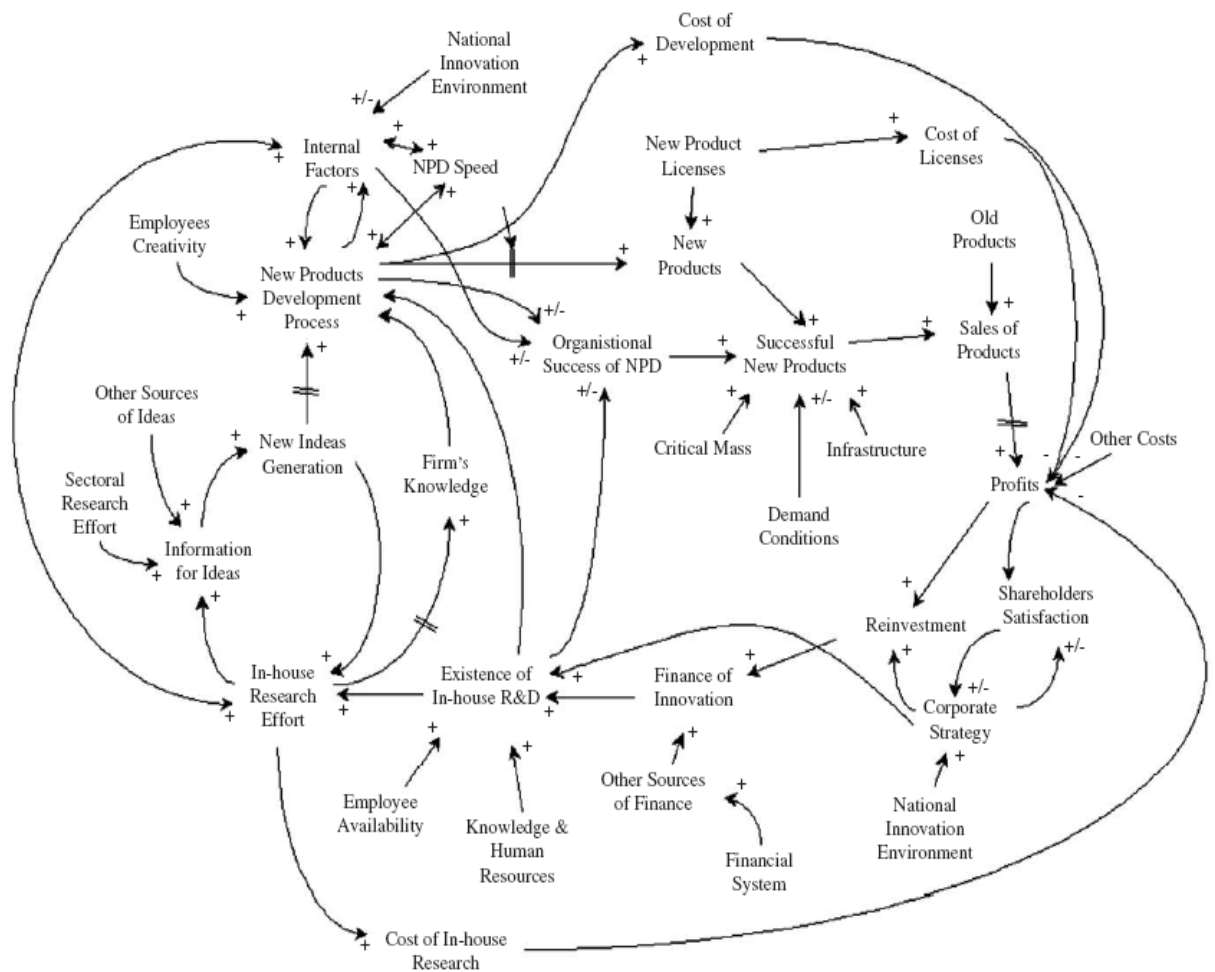 Cost of
Development
National
Innovation
Environment
+
+/-
+
Internal
Factors
+
+
NPD Speed
+
+
New Product
Licenses
+
Cost of
Licenses
Employees
Creativity
+
+
+
New Products
Development
Process
+
+
New
Products
Old
Products
+
+
+/-
+/-
Organistional
Success of NPD
+/-
+
Successful
New Products
+
+
Sales of
Products
+
Other Sources
of Ideas
+
New Indeas
Generation
+
+/-
+
Critical Mass
Infrastructure
Firm's
Knowledge
+
Other Costs
+
-
-
-
Profits
Sectoral
Research
Effort
+
+
Information
for Ideas
+
Demand
Conditions
+
Reinvestment
+
Shareholders
Satisfaction
+/-
+
+
In-house
Research
Effort
+
+
Existence of
In-house R&D
+
+
+
Finance of
Innovation
+/-
Corporate
Strategy
+
+
+
+
Employee
Availability
Knowledge &
Human
Resources
Other Sources
of Finance
+
Financial
System
National
Innovation
Environment
+
Cost of In-house
Research